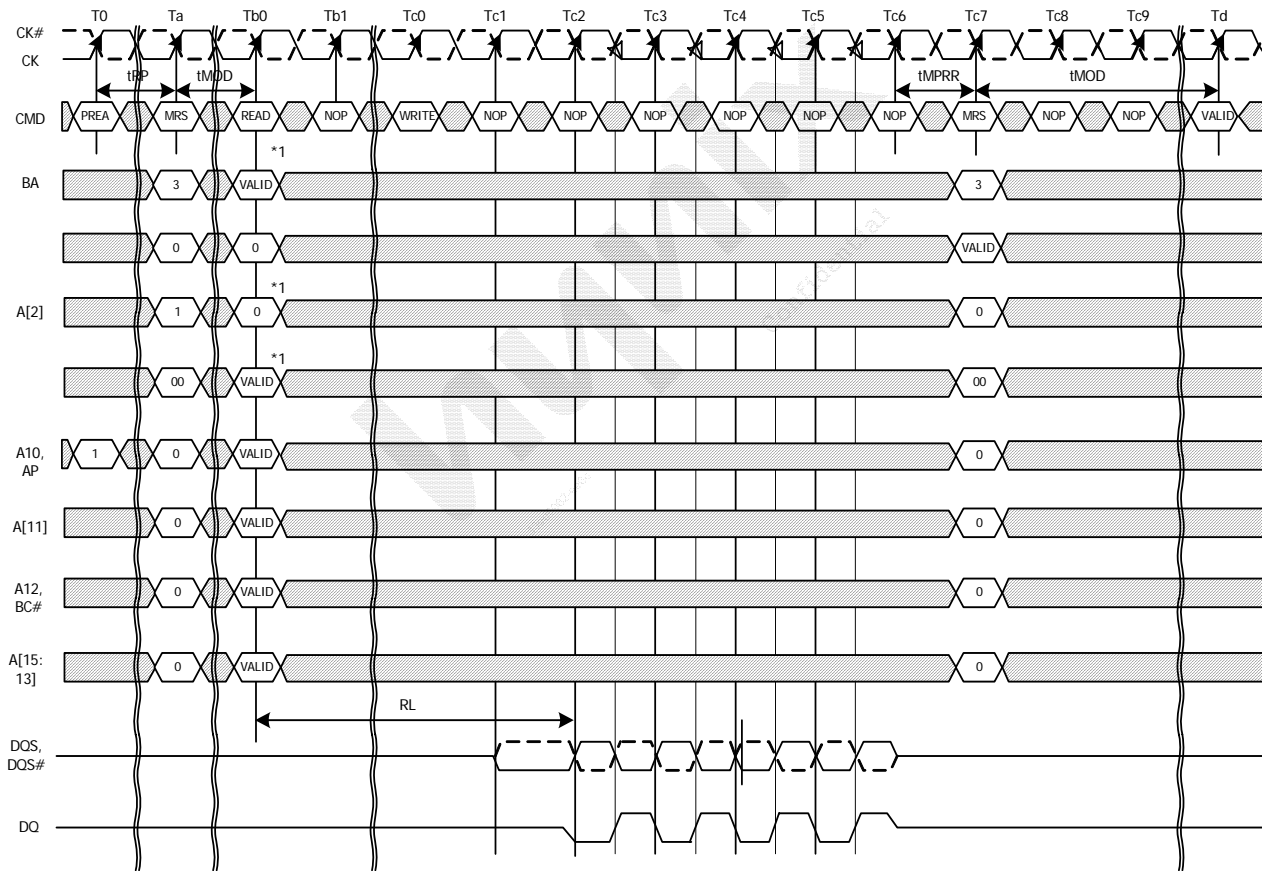 T0 Ta Tb0 Tb1 Tc0 Tc1 Tc2 Tc3 Tc4 Tc5 Tc6 Tc7 Tc8 Tc9 Td
CK#
CK
tRP tMOD tMPRR tMOD
CMD PREA MRS READ NOP WRITE NOP NOP NOP NOP NOP NOP MRS NOP NOP VALID
*1
BA 3 VALID 3
0 0 VALID
*1
A[2] 1 0 0
*1
00 VALID 00
A10,
AP 1 0 VALID 0
A[11] 0 VALID 0
A12,
BC# 0 VALID 0
A[15:
13] 0 VALID 0
RL
DQS,
DQS#
DQ
Confidential